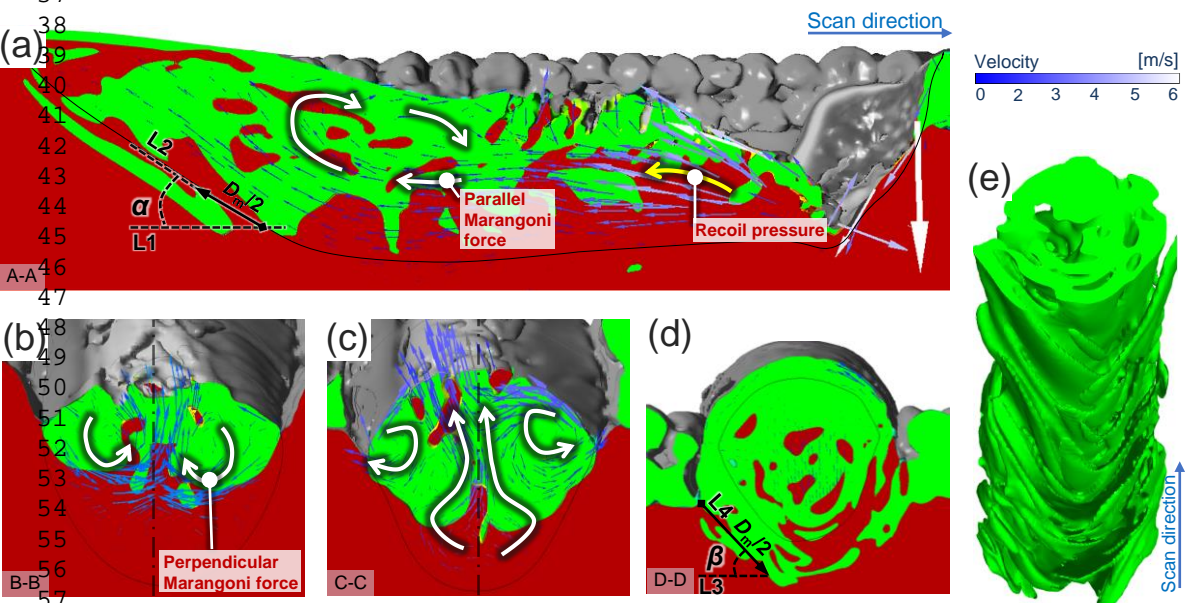 38
(a)
39
40
41
42
43
44
45
46
47
Scan direction
Velocity [m/s]
0 2 3 4 5 6
L2
Dm/2
α
L1
Parallel
Marangoni
force
Recoil pressure
A-A
(e)
Scan direction
(b)
48
49
50
51
52
53
54
55
56
57
Perpendicular
Marangoni force
B-B
(c)
C-C
(d)
L4 Dm/2
β
L3
D-D